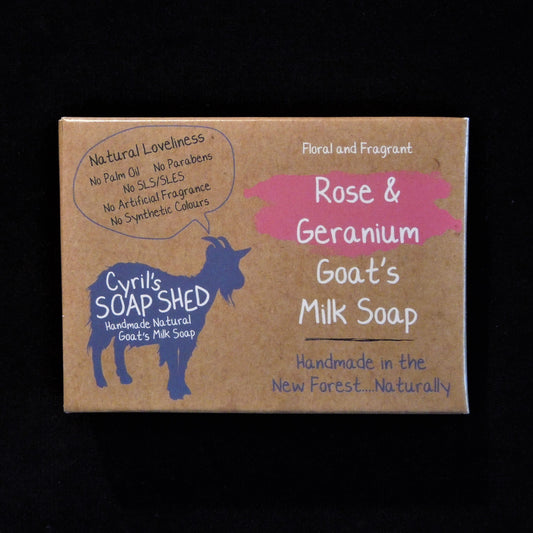 Natural Loveliness
No Palm Oil No Parabens
No SLS/SLES
No Artificial Fragrance
No Synthetic Colours
Cyril's
SOAP SHED
Handmade Natural
Goat's Milk Soap
Floral and Fragrant
Rose &
Geranium
Goat's
Milk Soap
Handmade in the
New Forest....Naturally